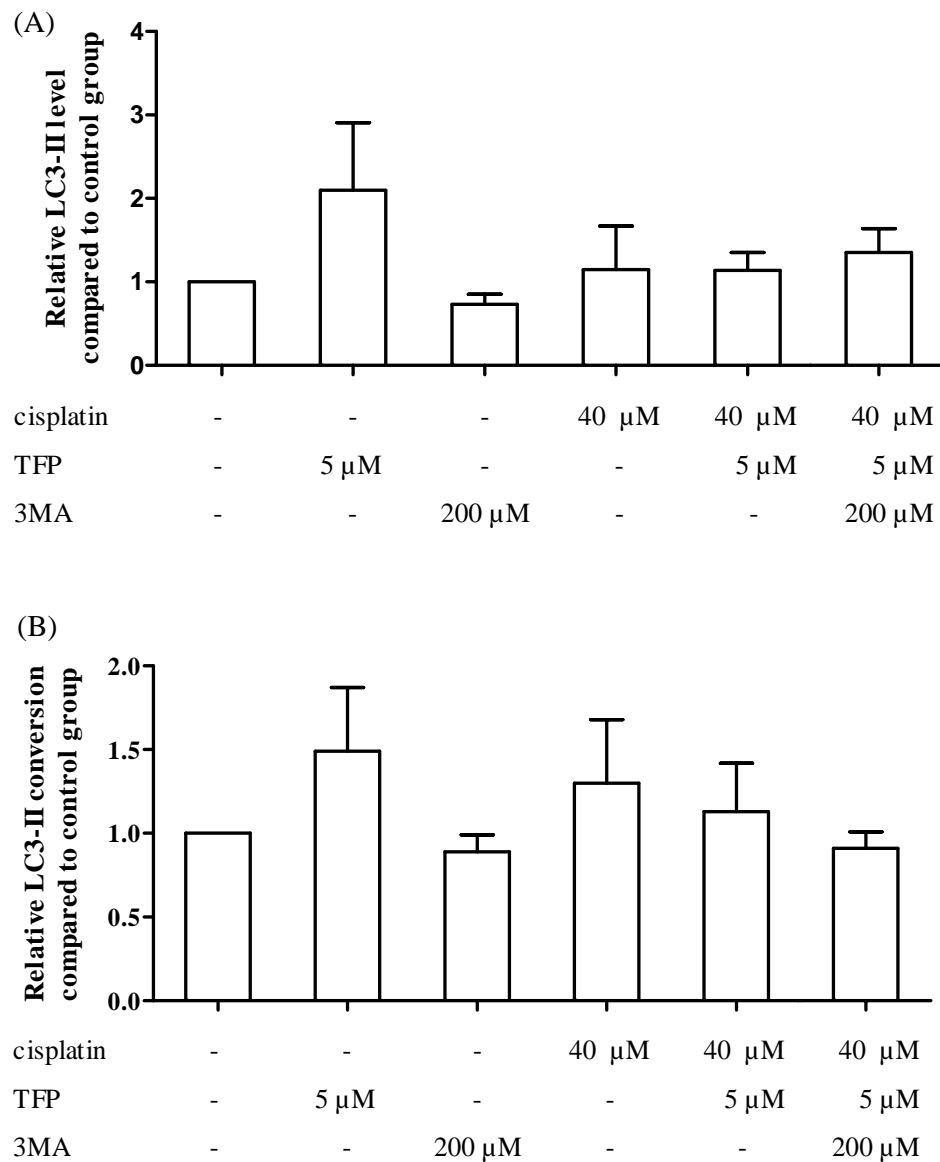 (A)
Relative LC3-II level
compared to control group
4
3
2
1
0
cisplatin - - - 40 µM 40 µM 40 µM
TFP - 5 µM - - 5 µM 5 µM
3MA - - 200 µM - - 200 µM
(B)
Relative LC3-II conversion
compared to control group
2.0
1.5
1.0
0.5
0.0
cisplatin - - - 40 µM 40 µM 40 µM
TFP - 5 µM - - 5 µM 5 µM
3MA - - 200 µM - - 200 µM